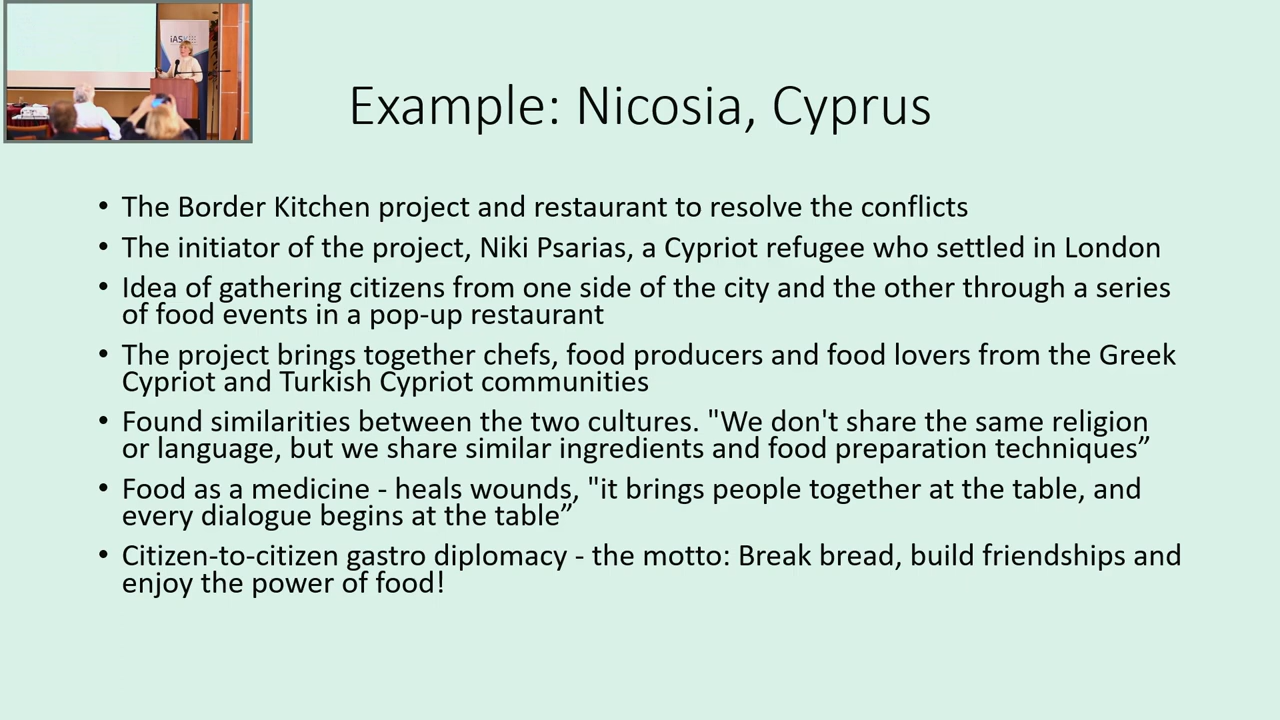 iASK
Example: Nicosia, Cyprus
• The Border Kitchen project and restaurant to resolve the conflicts
• The initiator of the project, Niki Psarias, a Cypriot refugee who settled in London
• Idea of gathering citizens from one side of the city and the other through a series
of food events in a pop-up restaurant
• The project brings together chefs, food producers and food lovers from the Greek
Cypriot and Turkish Cypriot communities
• Found similarities between the two cultures. "We don't share the same religion
or language, but we share similar ingredients and food preparation techniques”
• Food as a medicine - heals wounds, "it brings people together at the table, and
every dialogue begins at the table”
• Citizen-to-citizen gastro diplomacy - the motto: Break bread, build friendships and
enjoy the power of food!